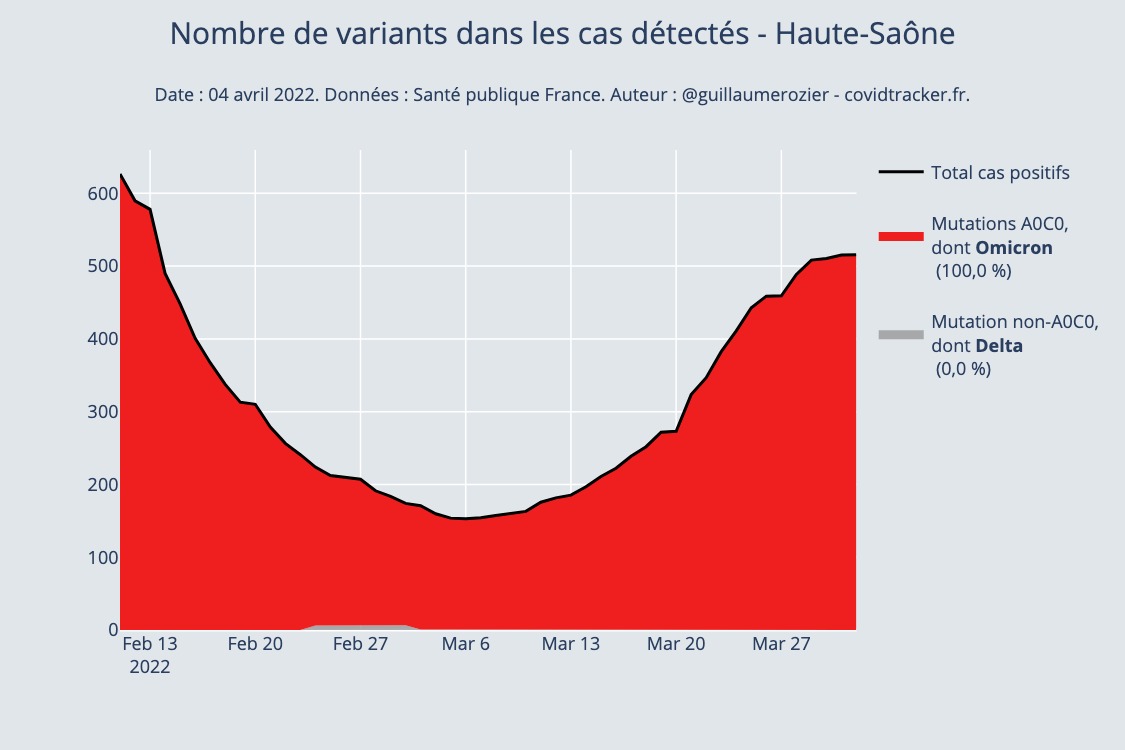 Nombre de variants dans les cas détectés - Haute-Saône
Date : 04 avril 2022. Données : Santé publique France. Auteur : @guillaumerozier - covidtracker.fr.
Total cas positifs
Mutations A0C0,
dont Omicron
(100,0 %)
Mutation non-A0C0,
dont Delta
(0,0 %)
600
500
400
300
200
100
0
Feb 13 Feb 20 Feb 27 Mar 6 Mar 13 Mar 20 Mar 27
2022